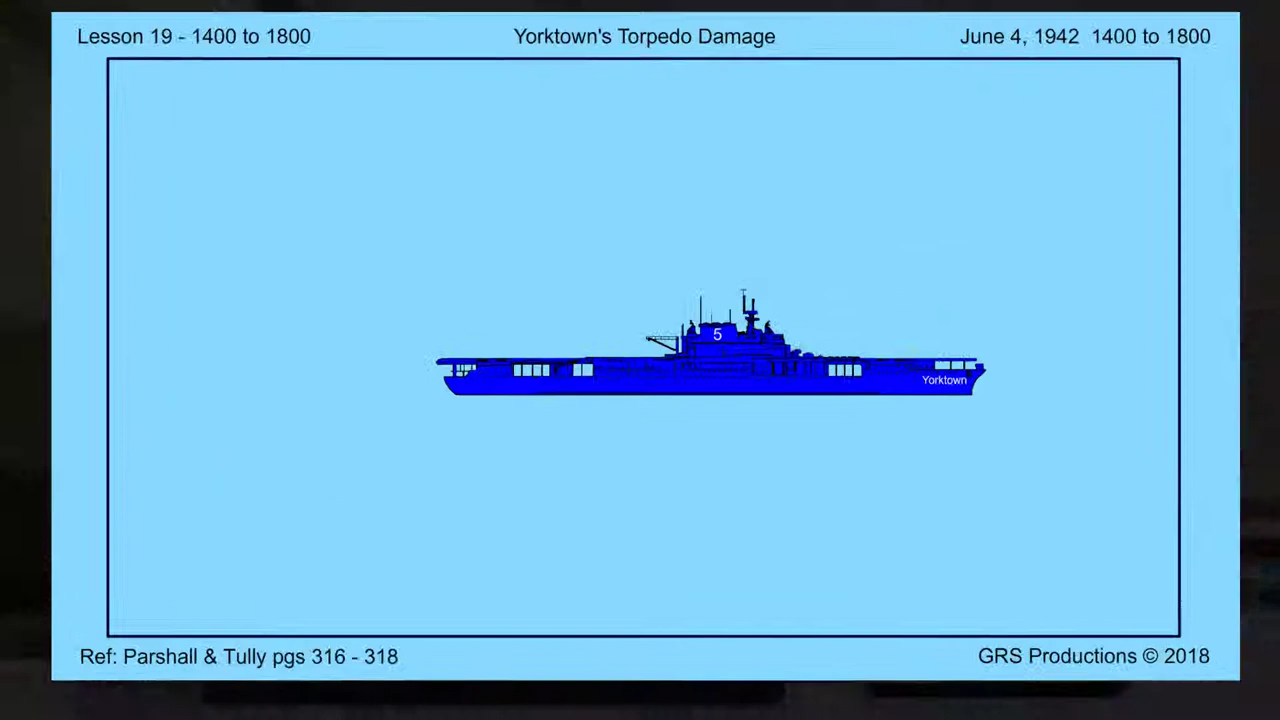 Lesson 19 - 1400 to 1800
Yorktown's Torpedo Damage
June 4, 1942 1400 to 1800
5
Yorktown
Ref: Parshall & Tully pgs 316 - 318
GRS Productions © 2018